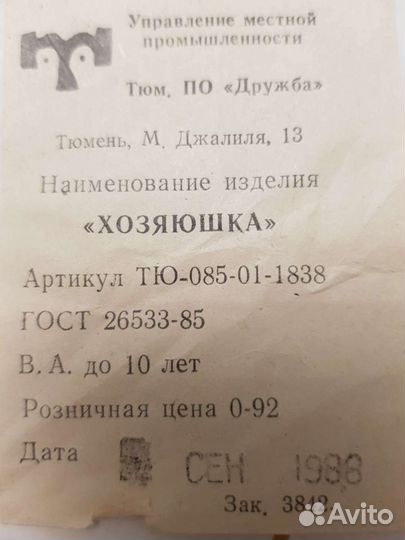 Управление местной
промышленности
Тюм. ПО «Дружба»
Тюмень, М. Джалиля, 13
Наименование изделия
«ХОЗЯЮШКА»
Артикул ТЮ-085-01-1838
ГОСТ 26533-85
В. А. до 10 лет
Розничная цена 0-92
Дата СЕН 1988
Зак. 3842
Avito